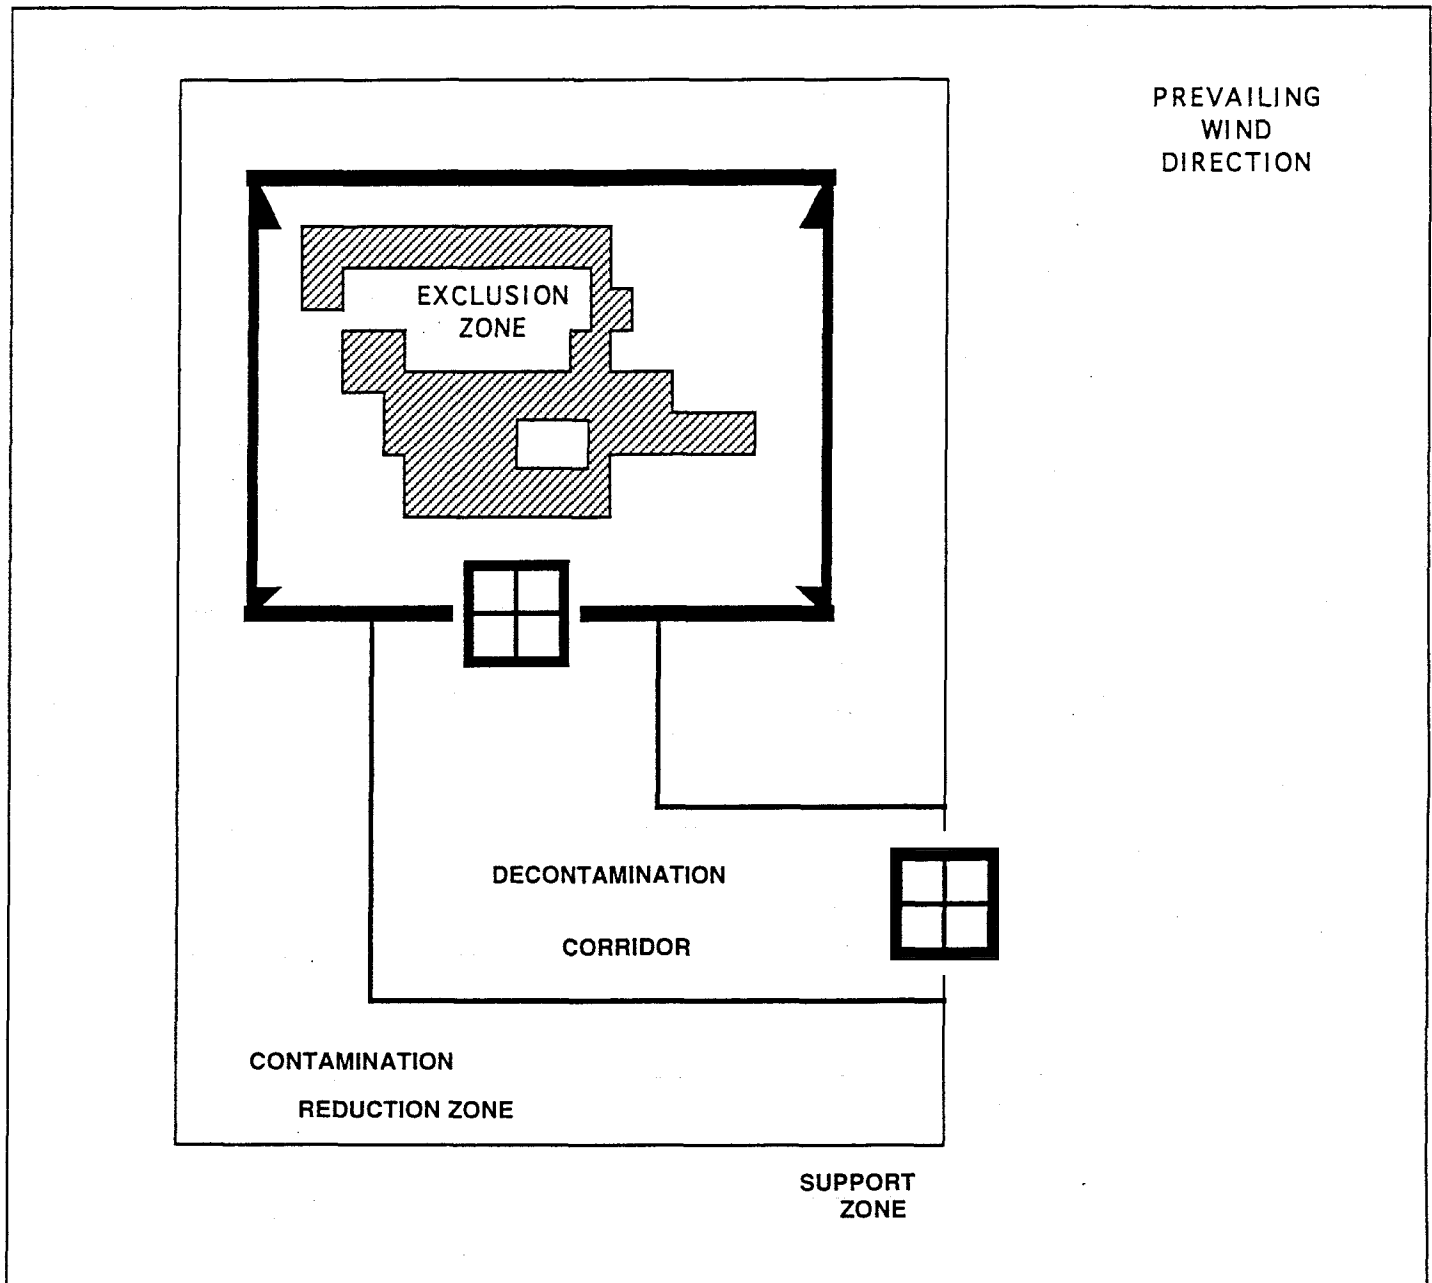 PREVAILING
WIND
DIRECTION
EXCLUSION
ZONE
DECONTAMINATION
CORRIDOR
CONTAMINATION
REDUCTION ZONE
SUPPORT
ZONE